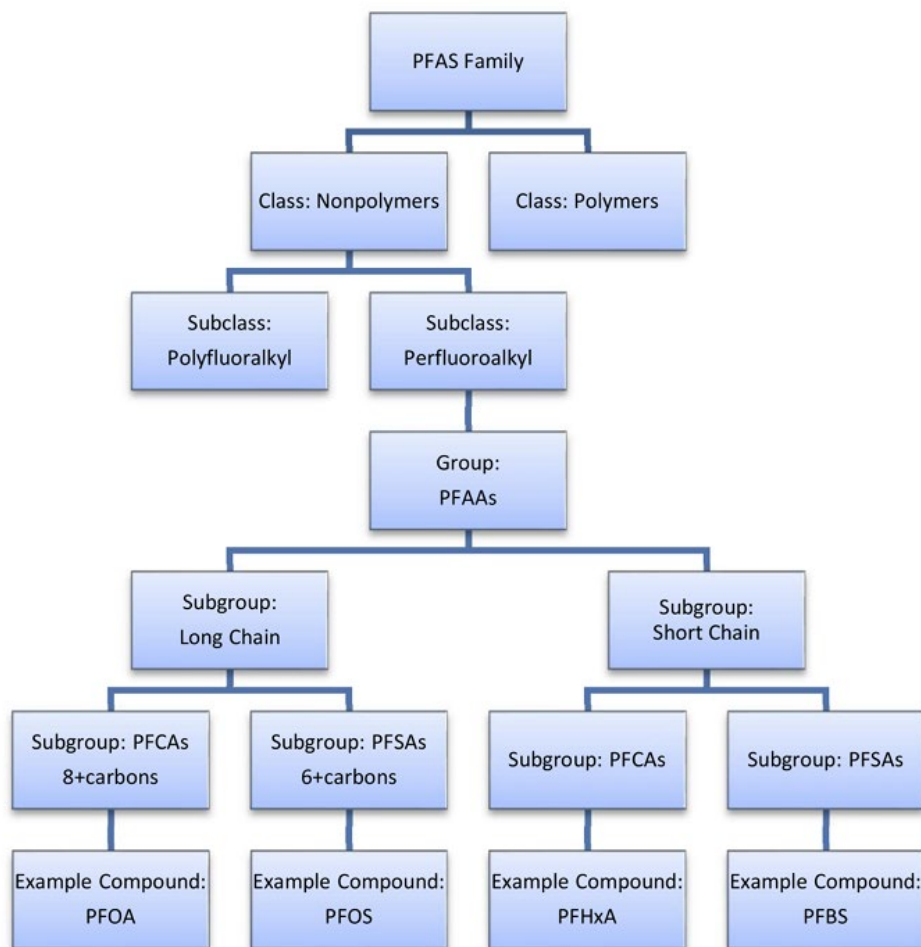 PFAS Family
Class: Nonpolymers
Class: Polymers
Subclass:
Polyfluoralkyl
Subclass:
Perfluoroalkyl
Group:
PFAAs
Subgroup:
Long Chain
Subgroup:
Short Chain
Subgroup: PFCAs
8+carbons
Subgroup: PFSAs
6+carbons
Subgroup: PFCAs
Subgroup: PFSAs
Example Compound:
PFOA
Example Compound:
PFOS
Example Compound:
PFHxA
Example Compound:
PFBS